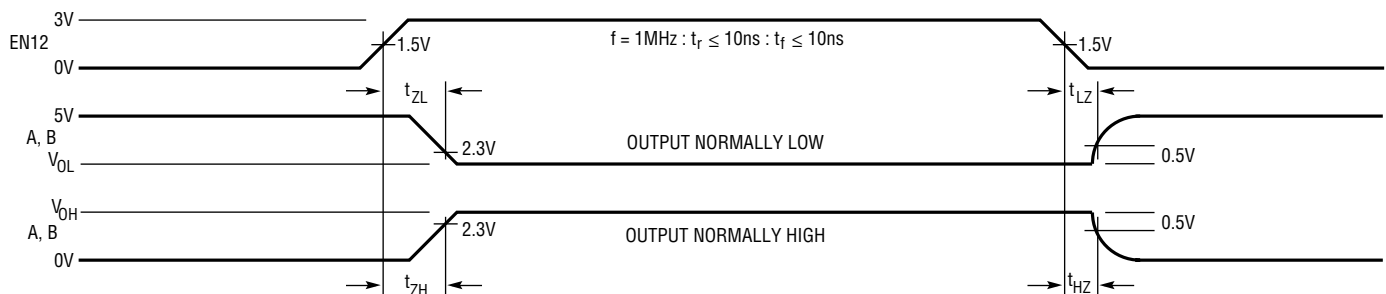 3V
EN12
0V
1.5V
f = 1MHz : tr ≤ 10ns : tf ≤ 10ns
1.5V
tZL
tLZ
5V
A, B
VOL
2.3V
OUTPUT NORMALLY LOW
0.5V
VOH
A, B
0V
2.3V
OUTPUT NORMALLY HIGH
0.5V
tZH
tHZ